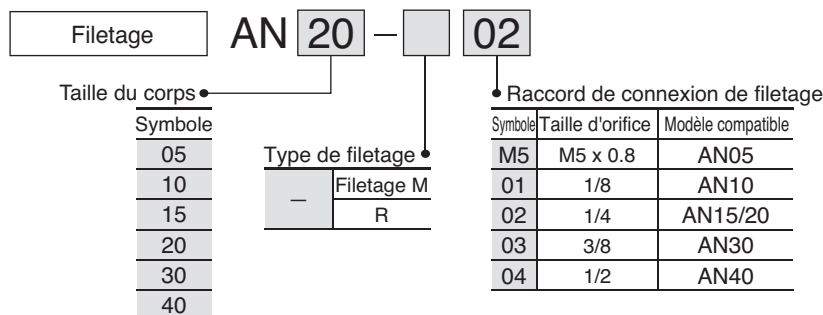 Filetage
AN 20 – 02
Taille du corps
Symbole
05
10
15
20
30
40
Type de filetage
– Filetage M
R
Raccord de connexion de filetage
Symbole Taille d'orifice Modèle compatible
M5 M5 x 0.8 AN05
01 1/8 AN10
02 1/4 AN15/20
03 3/8 AN30
04 1/2 AN40